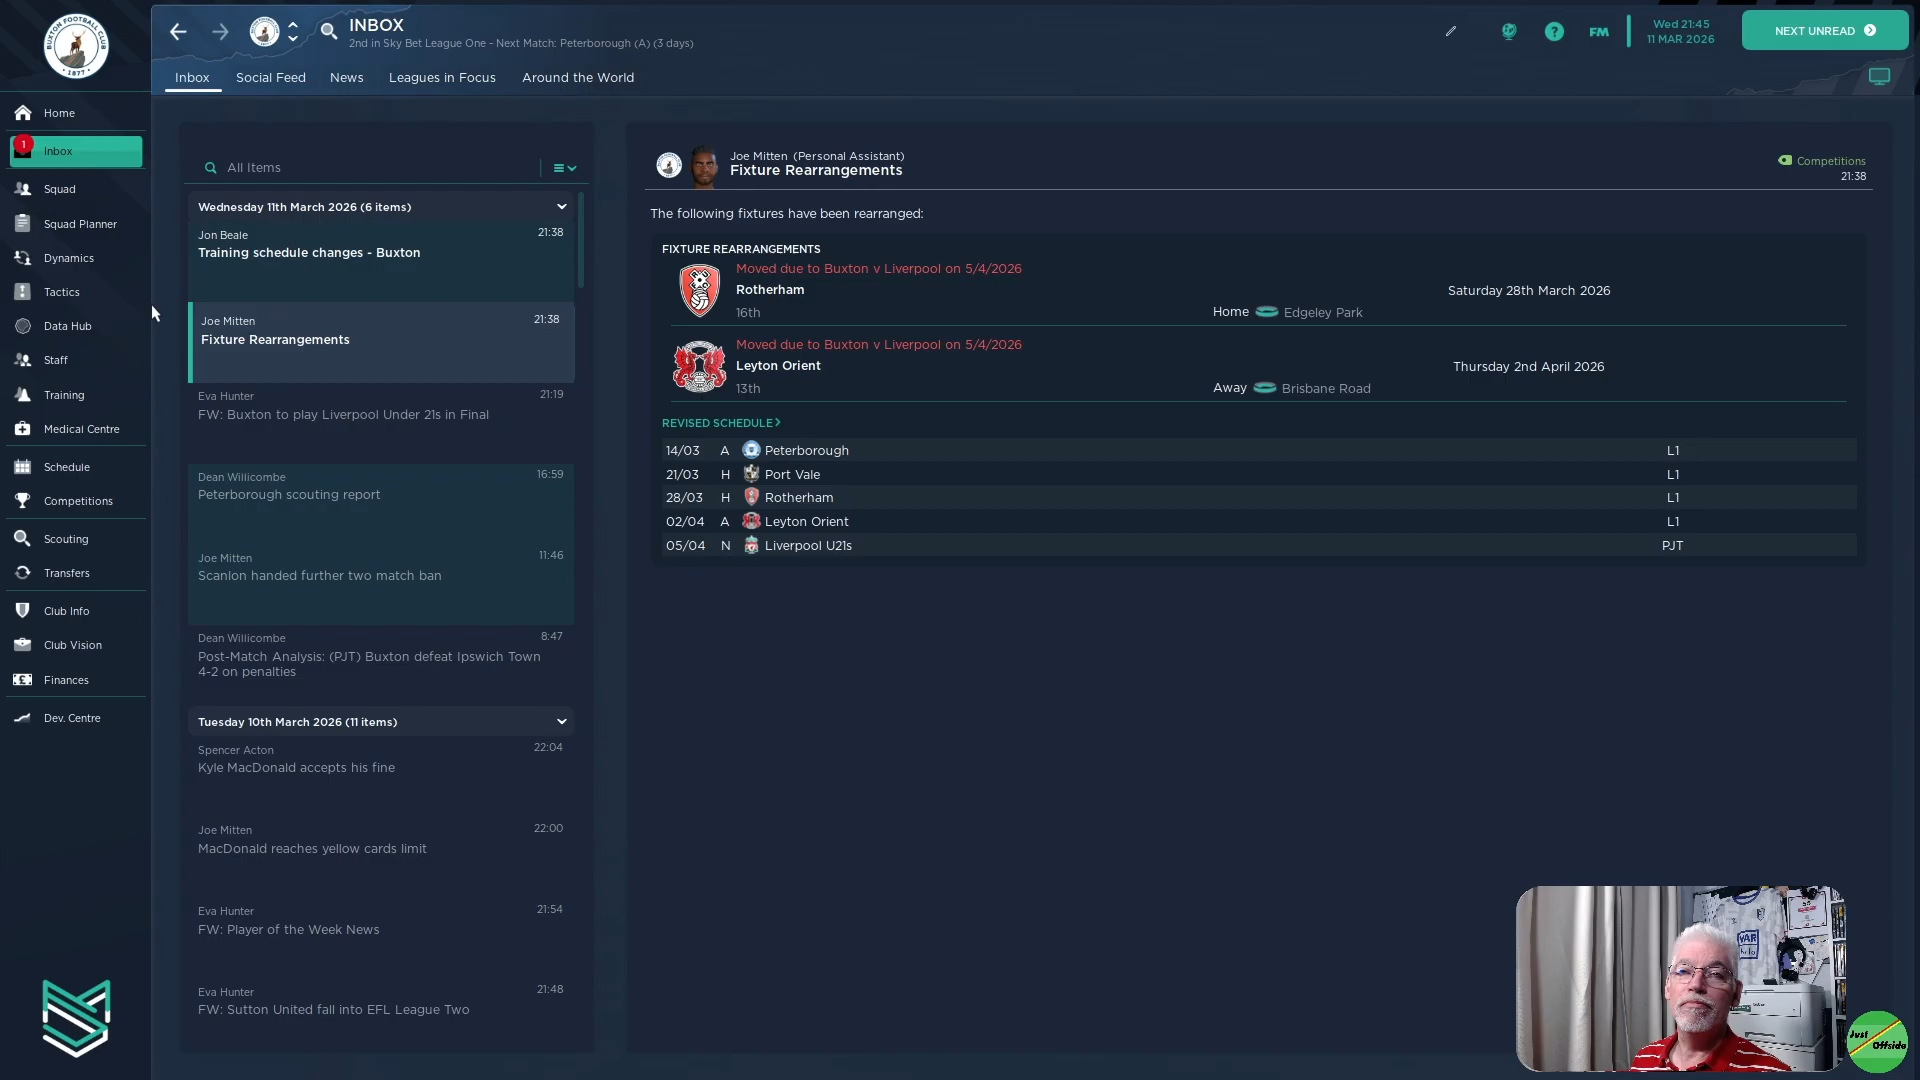 BUXTON FOOTBALL CLUB
1877
INBOX
2nd in Sky Bet League One - Next Match: Peterborough (A) (3 days)
FM
Wed 21:45
11 MAR 2026
NEXT UNREAD
Inbox
Social Feed
News
Leagues in Focus
Around the World
Home
1
Inbox
Squad
Squad Planner
Dynamics
Tactics
Data Hub
Staff
Training
Medical Centre
Schedule
Competitions
Scouting
Transfers
Club Info
Club Vision
Finances
Dev. Centre
All Items
Wednesday 11th March 2026 (6 items)
Jon Beale
21:38
Training schedule changes - Buxton
Joe Mitten
21:38
Fixture Rearrangements
Eva Hunter
21:19
FW: Buxton to play Liverpool Under 21s in Final
Dean Willicombe
16:59
Peterborough scouting report
Joe Mitten
11:46
Scanlon handed further two match ban
Dean Willicombe
8:47
Post-Match Analysis: (PJT) Buxton defeat Ipswich Town
4-2 on penalties
Tuesday 10th March 2026 (11 items)
Spencer Acton
22:04
Kyle MacDonald accepts his fine
Joe Mitten
22:00
MacDonald reaches yellow cards limit
Eva Hunter
21:54
FW: Player of the Week News
Eva Hunter
21:48
FW: Sutton United fall into EFL League Two
Joe Mitten (Personal Assistant)
Fixture Rearrangements
Competitions
21:38
The following fixtures have been rearranged:
FIXTURE REARRANGEMENTS
Moved due to Buxton v Liverpool on 5/4/2026
Rotherham
16th
Home Edgeley Park
Saturday 28th March 2026
Moved due to Buxton v Liverpool on 5/4/2026
Leyton Orient
13th
Away Brisbane Road
Thursday 2nd April 2026
REVISED SCHEDULE
14/03 A Peterborough L1
21/03 H Port Vale L1
28/03 H Rotherham L1
02/04 A Leyton Orient L1
05/04 N Liverpool U21s PJT
Just
Offside